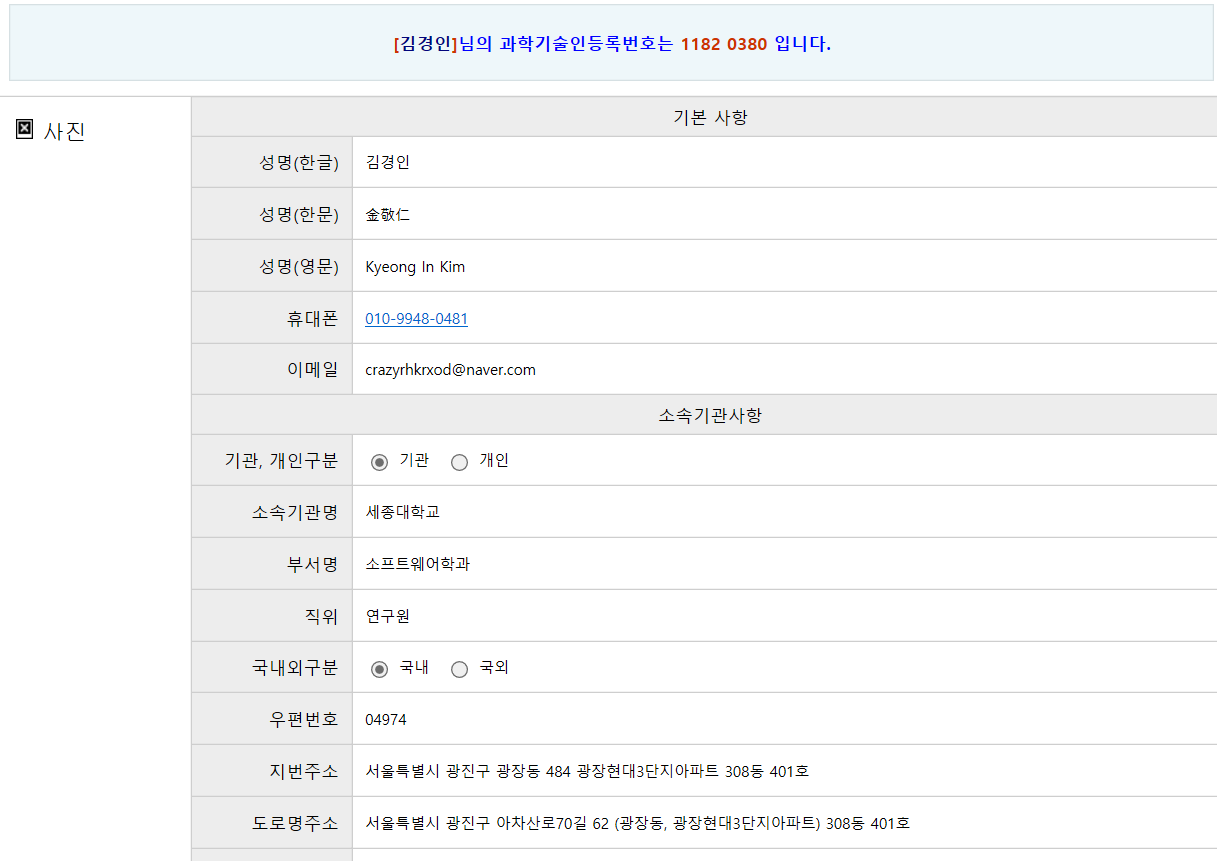 [김경인]님의 과학기술인등록번호는 1182 0380 입니다.
사진
기본 사항
성명(한글) 김경인
성명(한문) 金敬仁
성명(영문) Kyeong In Kim
휴대폰 010-9948-0481
이메일 crazyrhkrxod@naver.com
소속기관사항
기관, 개인구분 기관 개인
소속기관명 세종대학교
부서명 소프트웨어학과
직위 연구원
국내외구분 국내 국외
우편번호 04974
지번주소 서울특별시 광진구 광장동 484 광장현대3단지아파트 308동 401호
도로명주소 서울특별시 광진구 아차산로70길 62 (광장동, 광장현대3단지아파트) 308동 401호